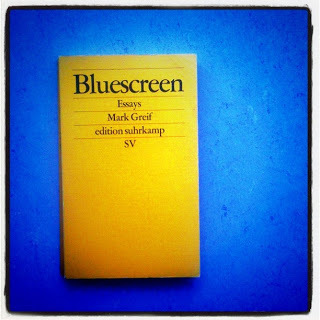 Bluescreen
Essays
Mark Greif
edition suhrkamp
SV